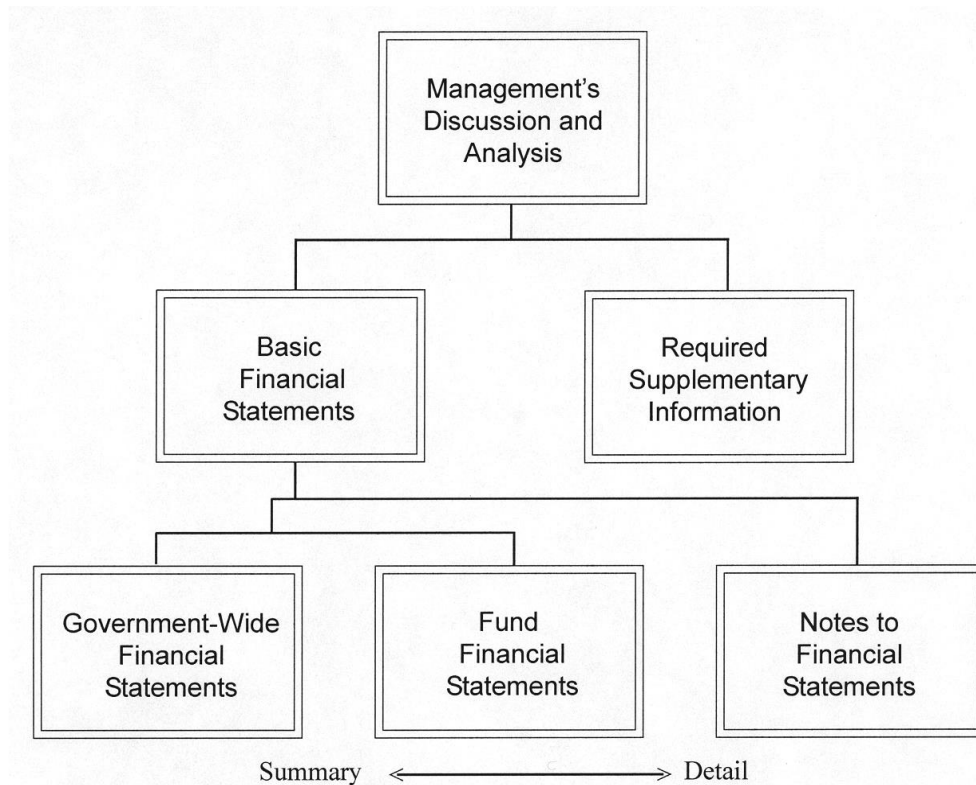 Management's
Discussion and
Analysis
Basic
Financial
Statements
Required
Supplementary
Information
Government-Wide
Financial
Statements
Fund
Financial
Statements
Notes to
Financial
Statements
Summary
Detail